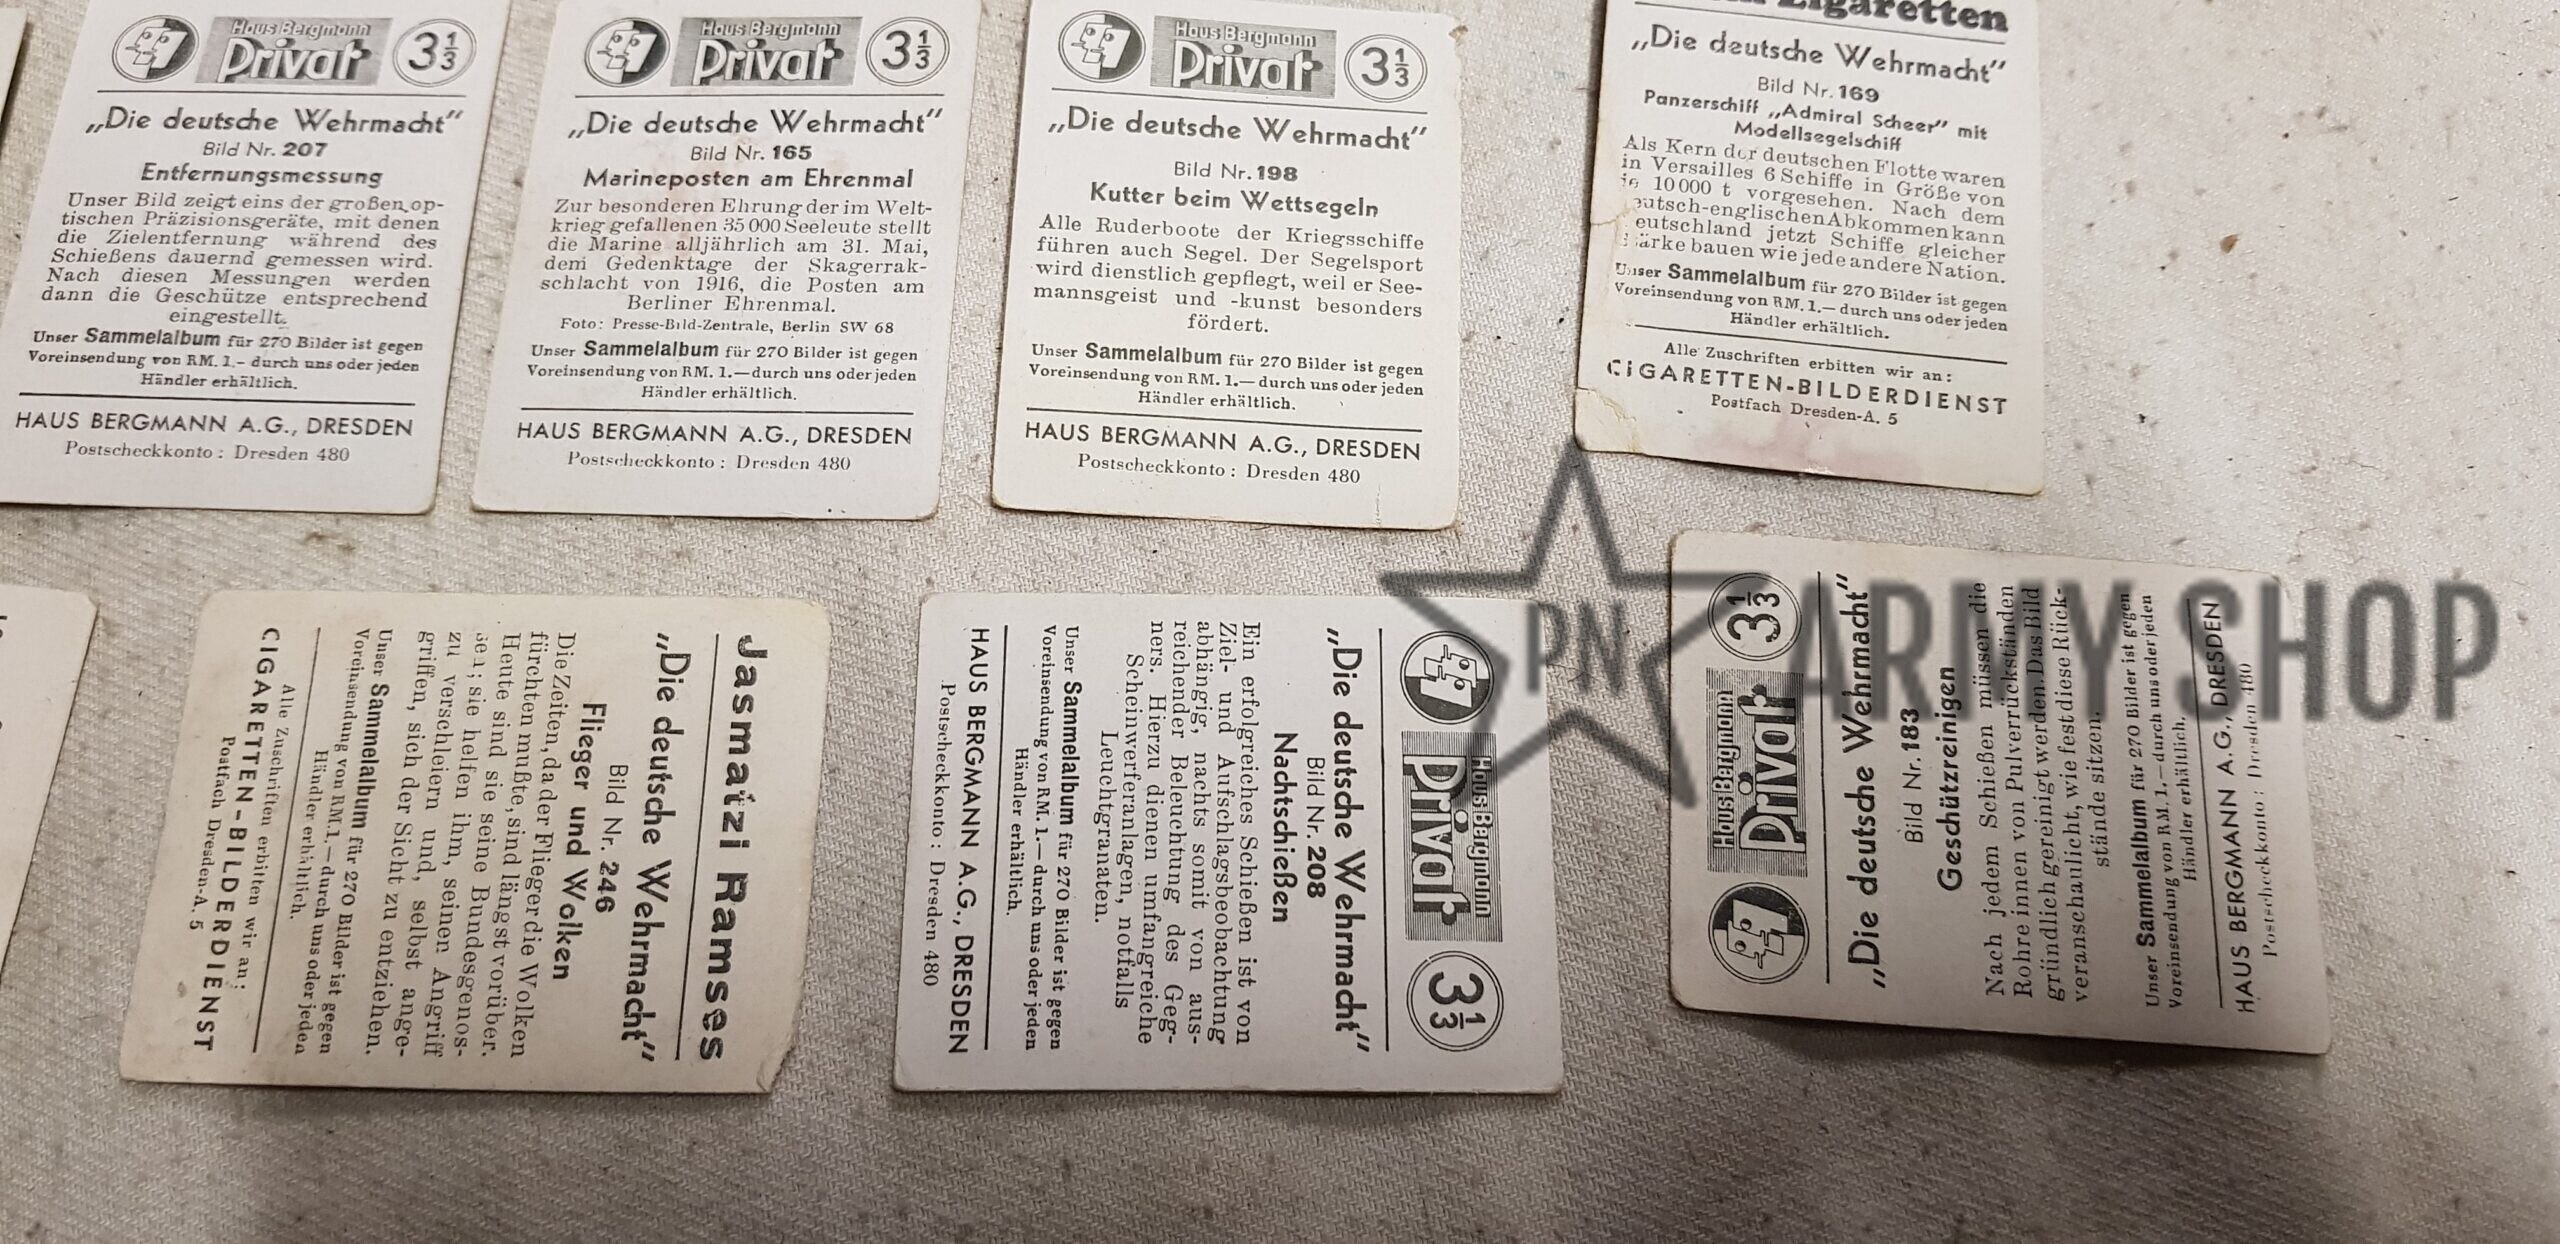 Haus Bergmann
Privat
3⅓
„Die deutsche Wehrmacht"
Bild Nr. 207
Entfernungsmessung
Unser Bild zeigt eins der großen op-
tischen Präzisionsgeräte, mit denen
die Zielentfernung während des
Schießens dauernd gemessen wird.
Nach diesen Messungen werden
dann die Geschütze entsprechend
eingestellt.
Unser Sammelalbum für 270 Bilder ist gegen
Voreinsendung von RM. 1.– durch uns oder jeden
Händler erhältlich.
HAUS BERGMANN A.G., DRESDEN
Postscheckkonto: Dresden 480
Haus Bergmann
Privat
3⅓
„Die deutsche Wehrmacht"
Bild Nr. 165
Marineposten am Ehrenmal
Zur besonderen Ehrung der im Welt-
krieg gefallenen 35 000 Seeleute stellt
die Marine alljährlich am 31. Mai,
dem Gedenktage der Skagerrak-
schlacht von 1916, die Posten am
Berliner Ehrenmal.
Foto: Presse-Bild-Zentrale, Berlin SW 68
Unser Sammelalbum für 270 Bilder ist gegen
Voreinsendung von RM. 1.— durch uns oder jeden
Händler erhältlich.
HAUS BERGMANN A.G., DRESDEN
Postscheckkonto: Dresden 480
Haus Bergmann
Privat
3⅓
„Die deutsche Wehrmacht"
Bild Nr. 198
Kutter beim Wettsegeln
Alle Ruderboote der Kriegsschiffe
führen auch Segel. Der Segelsport
wird dienstlich gepflegt, weil er See-
mannsgeist und -kunst besonders
fördert.
Unser Sammelalbum für 270 Bilder ist gegen
Voreinsendung von RM. 1.— durch uns oder jeden
Händler erhältlich.
HAUS BERGMANN A.G., DRESDEN
Postscheckkonto: Dresden 480
Zigaretten
„Die deutsche Wehrmacht"
Bild Nr. 169
Panzerschiff „Admiral Scheer" mit
Modellsegelschiff
Als Kern der deutschen Flotte waren
in Versailles 6 Schiffe in Größe von
je 10 000 t vorgesehen. Nach dem
eutsch-englischen Abkommen kann
eutschland jetzt Schiffe gleicher
tärke bauen wie jede andere Nation.
Unser Sammelalbum für 270 Bilder ist gegen
Voreinsendung von RM. 1.— durch uns oder jeden
Händler erhältlich.
Alle Zuschriften erbitten wir an:
CIGARETTEN-BILDERDIENST
Postfach Dresden-A. 5
Jasmatzi Ramses
„Die deutsche Wehrmacht"
Bild Nr. 246
Flieger und Wolken
Die Zeiten, da der Flieger die Wolken
fürchten mußte, sind längst vorüber.
Heute sind sie seine Bundesgenos-
sen; sie helfen ihm, seinen Angriff
zu verschleiern und, selbst ange-
griffen, sich der Sicht zu entziehen.
Unser Sammelalbum für 270 Bilder ist gegen
Voreinsendung von RM. 1.— durch uns oder jeden
Händler erhältlich.
Alle Zuschriften erbitten wir an:
CIGARETTEN-BILDERDIENST
Postfach Dresden-A. 5
Haus Bergmann
Privat
3⅓
„Die deutsche Wehrmacht"
Bild Nr. 208
Nachtschießen
Ein erfolgreiches Schießen ist von
Ziel- und Aufschlagsbeobachtung
abhängig, nachts somit von aus-
reichender Beleuchtung des Geg-
ners. Hierzu dienen umfangreiche
Scheinwerferanlagen, notfalls
Leuchtgranaten.
Unser Sammelalbum für 270 Bilder ist gegen
Voreinsendung von RM. 1.— durch uns oder jeden
Händler erhältlich.
HAUS BERGMANN A.G., DRESDEN
Postscheckkonto: Dresden 480
Haus Bergmann
Privat
3⅓
„Die deutsche Wehrmacht"
Bild Nr. 183
Geschützreinigen
Nach jedem Schießen müssen die
Rohre innen von Pulverrückständen
gründlich gereinigt werden. Das Bild
veranschaulicht, wie fest diese Rück-
stände sitzen.
Unser Sammelalbum für 270 Bilder ist gegen
Voreinsendung von RM. 1.— durch uns oder jeden
Händler erhältlich.
HAUS BERGMANN A.G., DRESDEN
Postscheckkonto: Dresden 480
PN ARMY SHOP